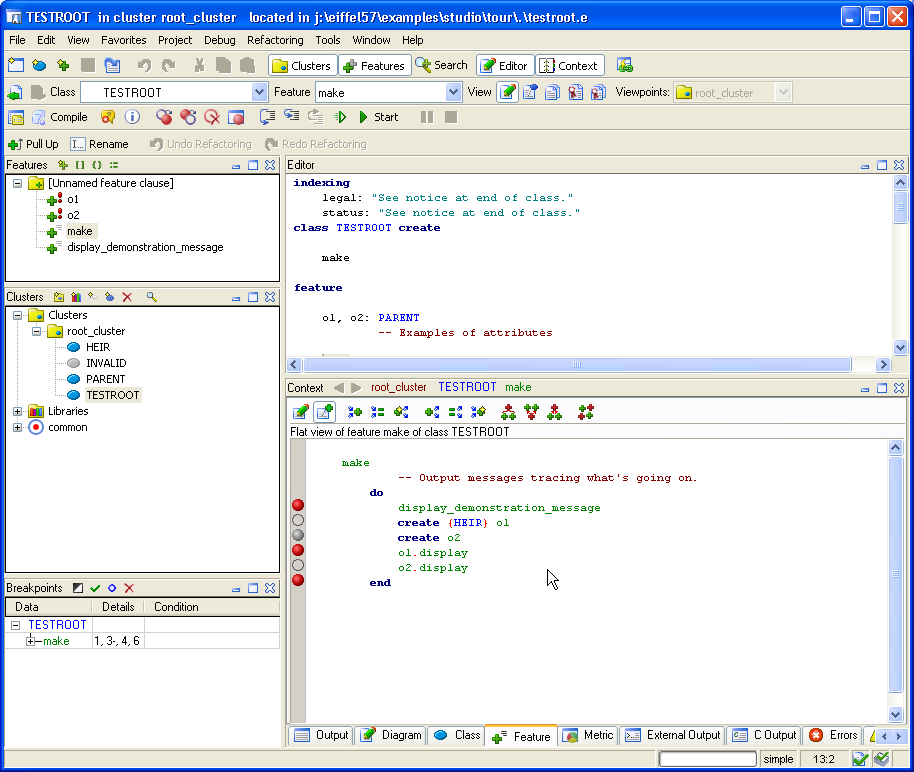 TESTROOT in cluster root_cluster located in j:\eiffel57\examples\studio\tour\.\testroot.e
File Edit View Favorites Project Debug Refactoring Tools Window Help
Clusters Features Search Editor Context
Class TESTROOT Feature make View Viewpoints: root_cluster
Compile Start
Pull Up I... Rename Undo Refactoring Redo Refactoring
Features
[Unnamed feature clause]
o1
o2
make
display_demonstration_message
Clusters
Clusters
root_cluster
HEIR
INVALID
PARENT
TESTROOT
Libraries
common
Breakpoints
Data Details Condition
TESTROOT
make 1, 3-, 4, 6
Editor
indexing
legal: "See notice at end of class."
status: "See notice at end of class."
class TESTROOT create
make
feature
o1, o2: PARENT
-- Examples of attributes
Context root_cluster TESTROOT make
Flat view of feature make of class TESTROOT
make
-- Output messages tracing what's going on.
do
display_demonstration_message
create {HEIR} o1
create o2
o1.display
o2.display
end
Output Diagram Class Feature Metric External Output C Output Errors
simple 13:2